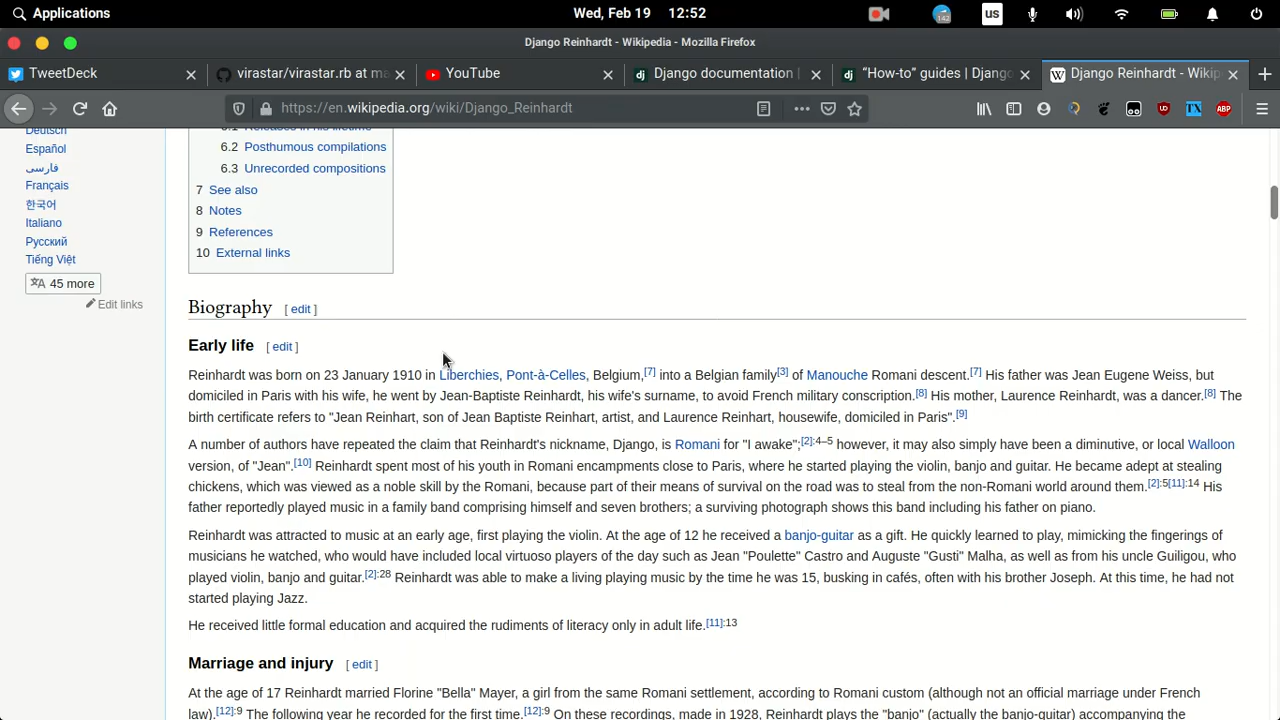 Applications
Wed, Feb 19 12:52
142
us
Django Reinhardt - Wikipedia - Mozilla Firefox
TweetDeck
virastar/virastar.rb at ma
YouTube
Django documentation |
"How-to" guides | Django
Django Reinhardt - Wikip
https://en.wikipedia.org/wiki/Django_Reinhardt
TX
ABP
Deutsch
Español
فارسی
Français
한국어
Italiano
Русский
Tiếng Việt
45 more
Edit links
6.1 Releases in his lifetime
6.2 Posthumous compilations
6.3 Unrecorded compositions
7 See also
8 Notes
9 References
10 External links
Biography [ edit ]
Early life [ edit ]
Reinhardt was born on 23 January 1910 in Liberchies, Pont-à-Celles, Belgium,[7] into a Belgian family[3] of Manouche Romani descent.[7] His father was Jean Eugene Weiss, but
domiciled in Paris with his wife, he went by Jean-Baptiste Reinhardt, his wife's surname, to avoid French military conscription.[8] His mother, Laurence Reinhardt, was a dancer.[8] The
birth certificate refers to "Jean Reinhart, son of Jean Baptiste Reinhart, artist, and Laurence Reinhart, housewife, domiciled in Paris".[9]
A number of authors have repeated the claim that Reinhardt's nickname, Django, is Romani for "I awake";[2]:4–5 however, it may also simply have been a diminutive, or local Walloon
version, of "Jean".[10] Reinhardt spent most of his youth in Romani encampments close to Paris, where he started playing the violin, banjo and guitar. He became adept at stealing
chickens, which was viewed as a noble skill by the Romani, because part of their means of survival on the road was to steal from the non-Romani world around them.[2]:5[11]:14 His
father reportedly played music in a family band comprising himself and seven brothers; a surviving photograph shows this band including his father on piano.
Reinhardt was attracted to music at an early age, first playing the violin. At the age of 12 he received a banjo-guitar as a gift. He quickly learned to play, mimicking the fingerings of
musicians he watched, who would have included local virtuoso players of the day such as Jean "Poulette" Castro and Auguste "Gusti" Malha, as well as from his uncle Guiligou, who
played violin, banjo and guitar.[2]:28 Reinhardt was able to make a living playing music by the time he was 15, busking in cafés, often with his brother Joseph. At this time, he had not
started playing Jazz.
He received little formal education and acquired the rudiments of literacy only in adult life.[11]:13
Marriage and injury [ edit ]
At the age of 17 Reinhardt married Florine "Bella" Mayer, a girl from the same Romani settlement, according to Romani custom (although not an official marriage under French
law).[12]:9 The following year he recorded for the first time.[12]:9 On these recordings, made in 1928, Reinhardt plays the "banjo" (actually the banjo-guitar) accompanying the